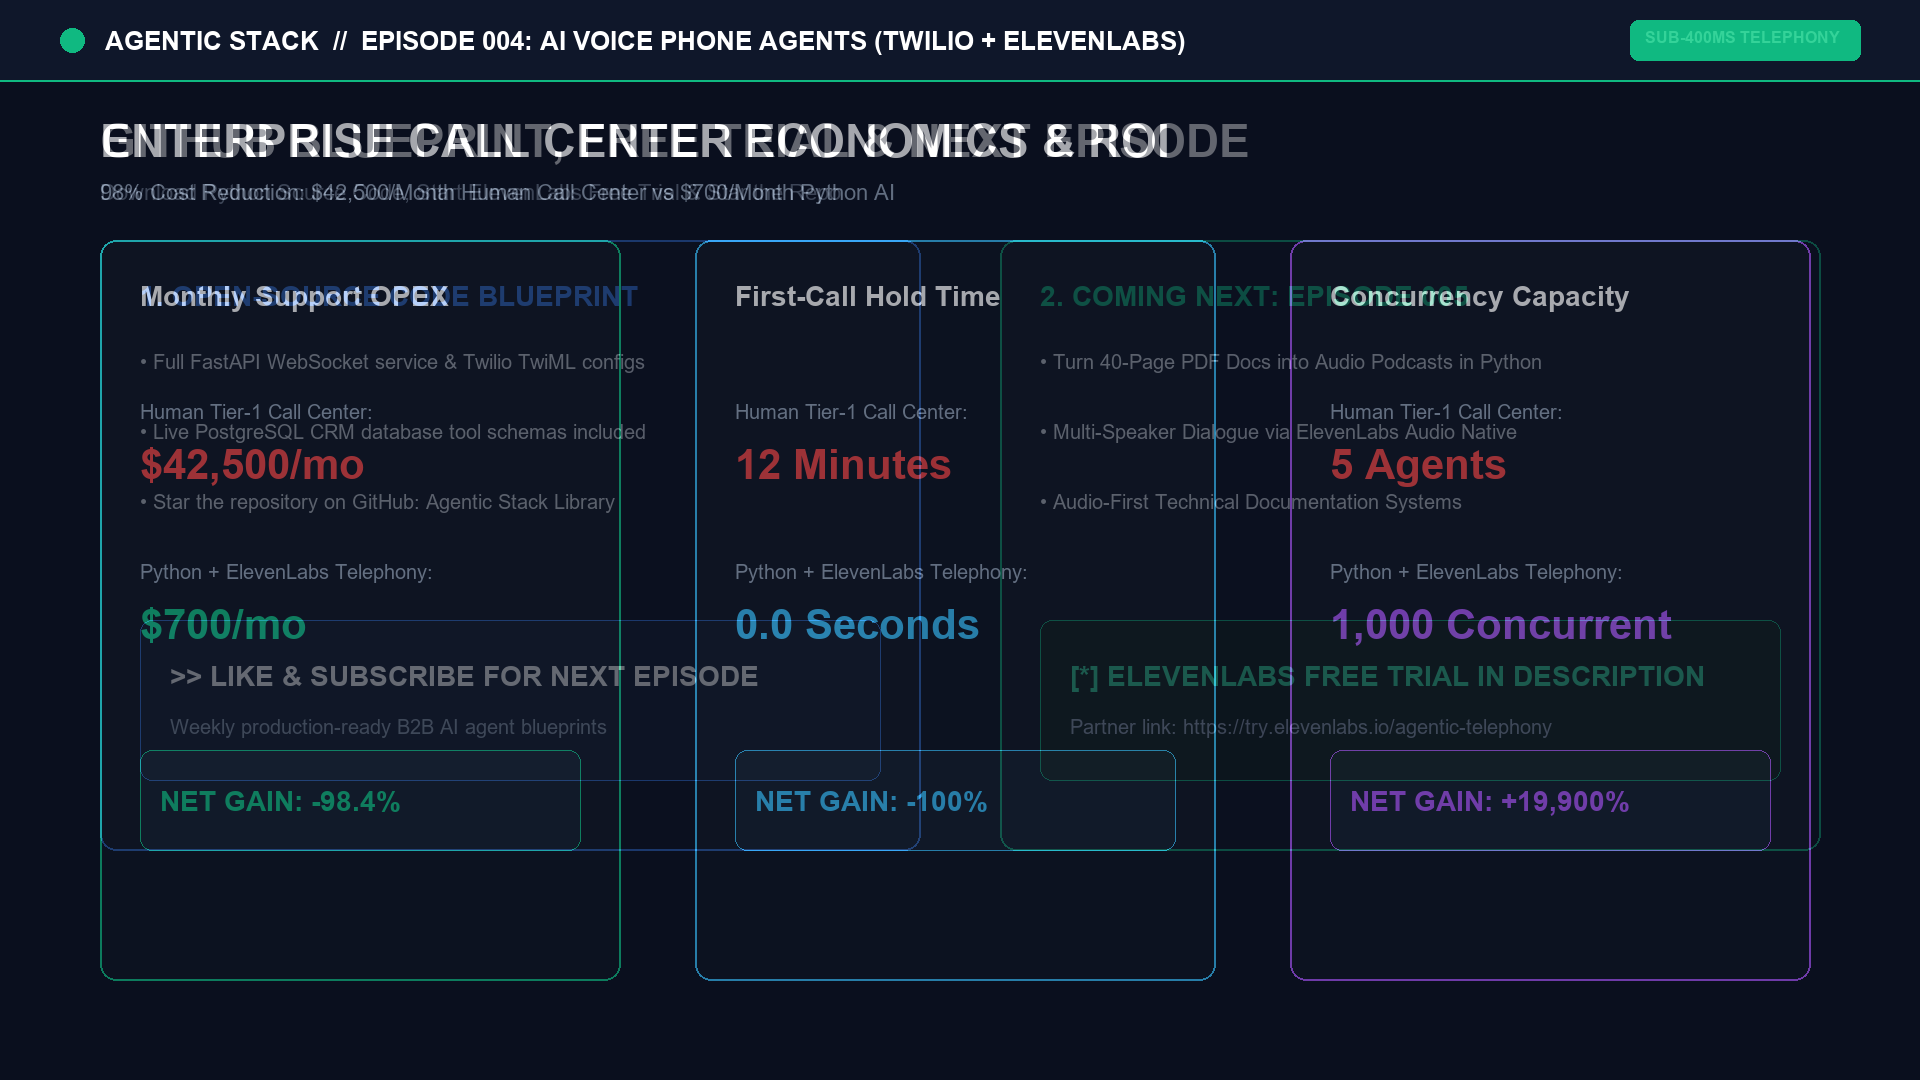 AGENTIC STACK // EPISODE 004: AI VOICE PHONE AGENTS (TWILIO + ELEVENLABS)
SUB-400MS TELEPHONY
ENTERPRISE CALL CENTER ECONOMICS & ROI
98% Cost Reduction: $42,500/Month Human Call Center vs $700/Month Python AI
Monthly Support OPEX
OPEN-SOURCE CODE BLUEPRINT
First-Call Hold Time
2. COMING NEXT: EPISODE 005
Concurrency Capacity
• Full FastAPI WebSocket service & Twilio TwiML configs
• Turn 40-Page PDF Docs into Audio Podcasts in Python
Human Tier-1 Call Center:
Human Tier-1 Call Center:
Human Tier-1 Call Center:
• Live PostgreSQL CRM database tool schemas included
• Multi-Speaker Dialogue via ElevenLabs Audio Native
$42,500/mo
12 Minutes
5 Agents
• Star the repository on GitHub: Agentic Stack Library
• Audio-First Technical Documentation Systems
Python + ElevenLabs Telephony:
Python + ElevenLabs Telephony:
Python + ElevenLabs Telephony:
$700/mo
0.0 Seconds
1,000 Concurrent
>> LIKE & SUBSCRIBE FOR NEXT EPISODE
[*] ELEVENLABS FREE TRIAL IN DESCRIPTION
Weekly production-ready B2B AI agent blueprints
Partner link: https://try.elevenlabs.io/agentic-telephony
NET GAIN: -98.4%
NET GAIN: -100%
NET GAIN: +19,900%